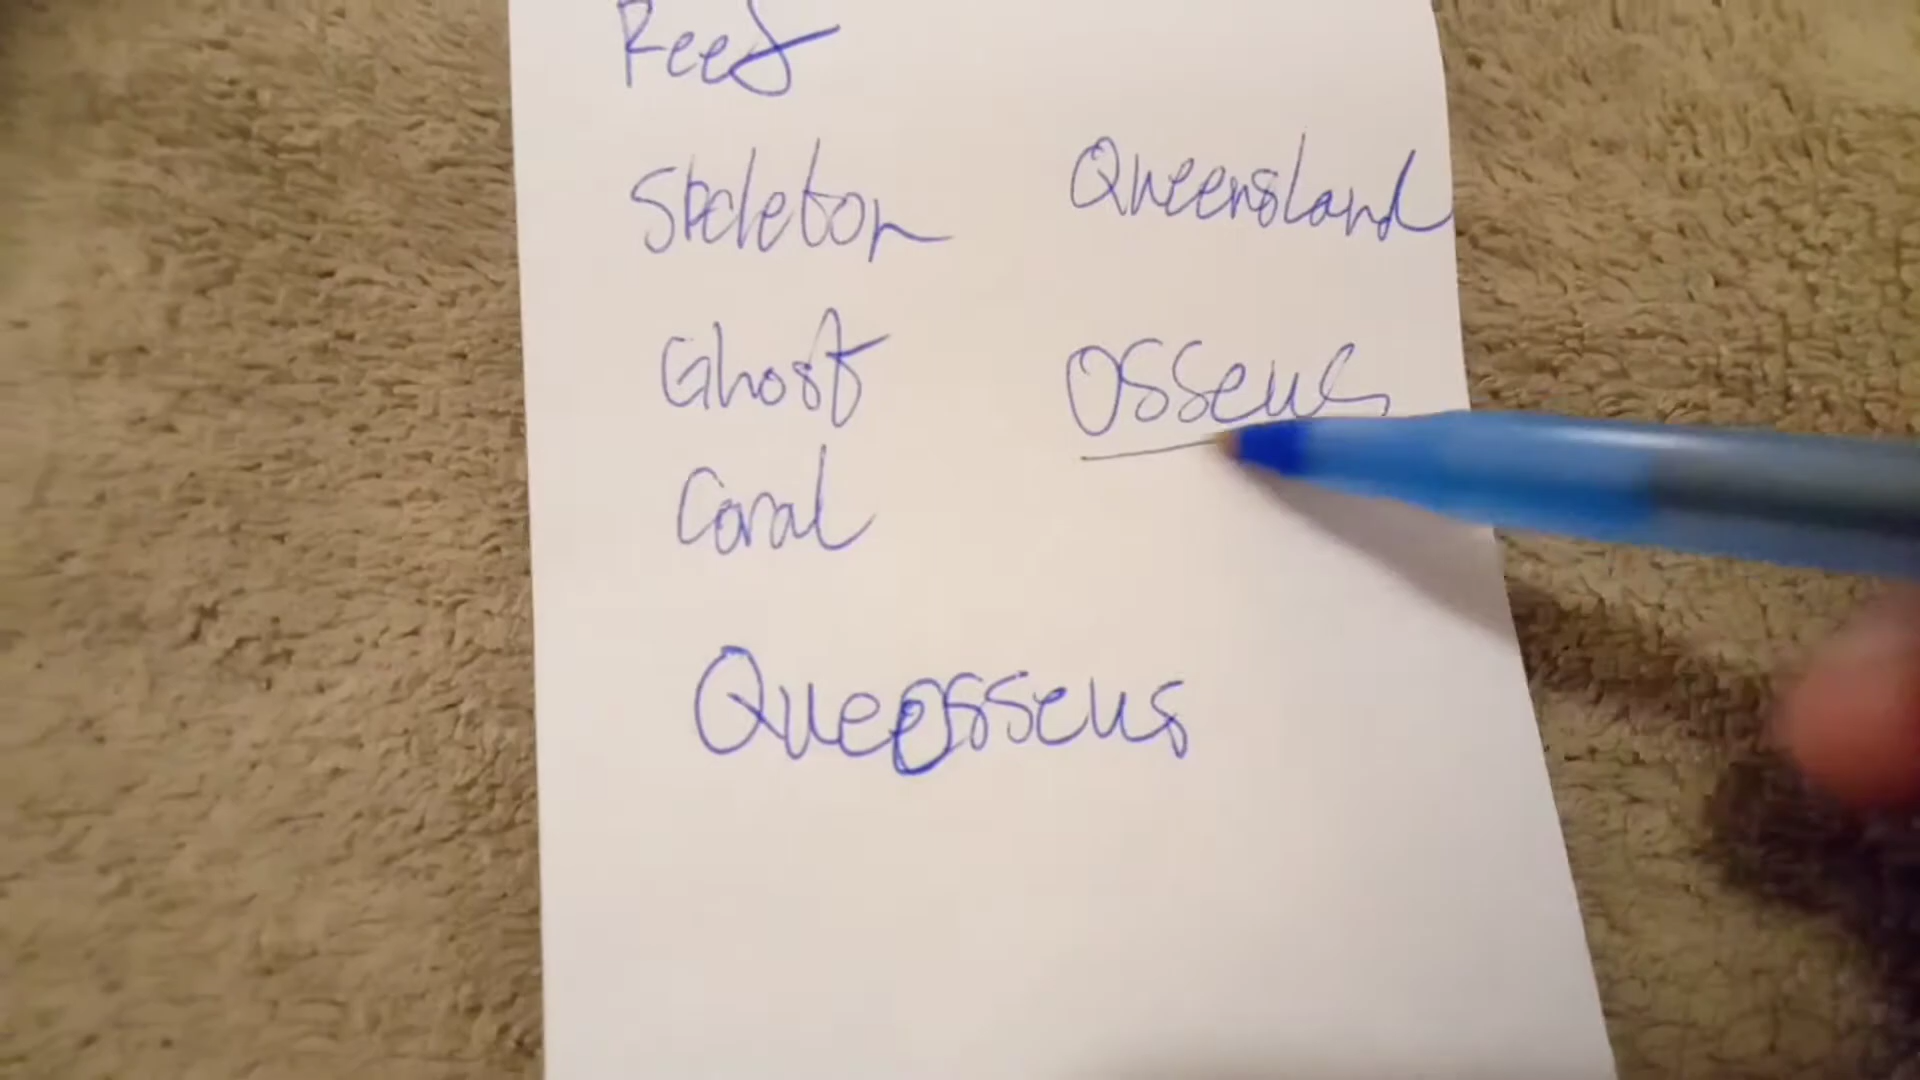 Reef
Skeleton Queensland
Ghost Osseus
Coral
Queosseus